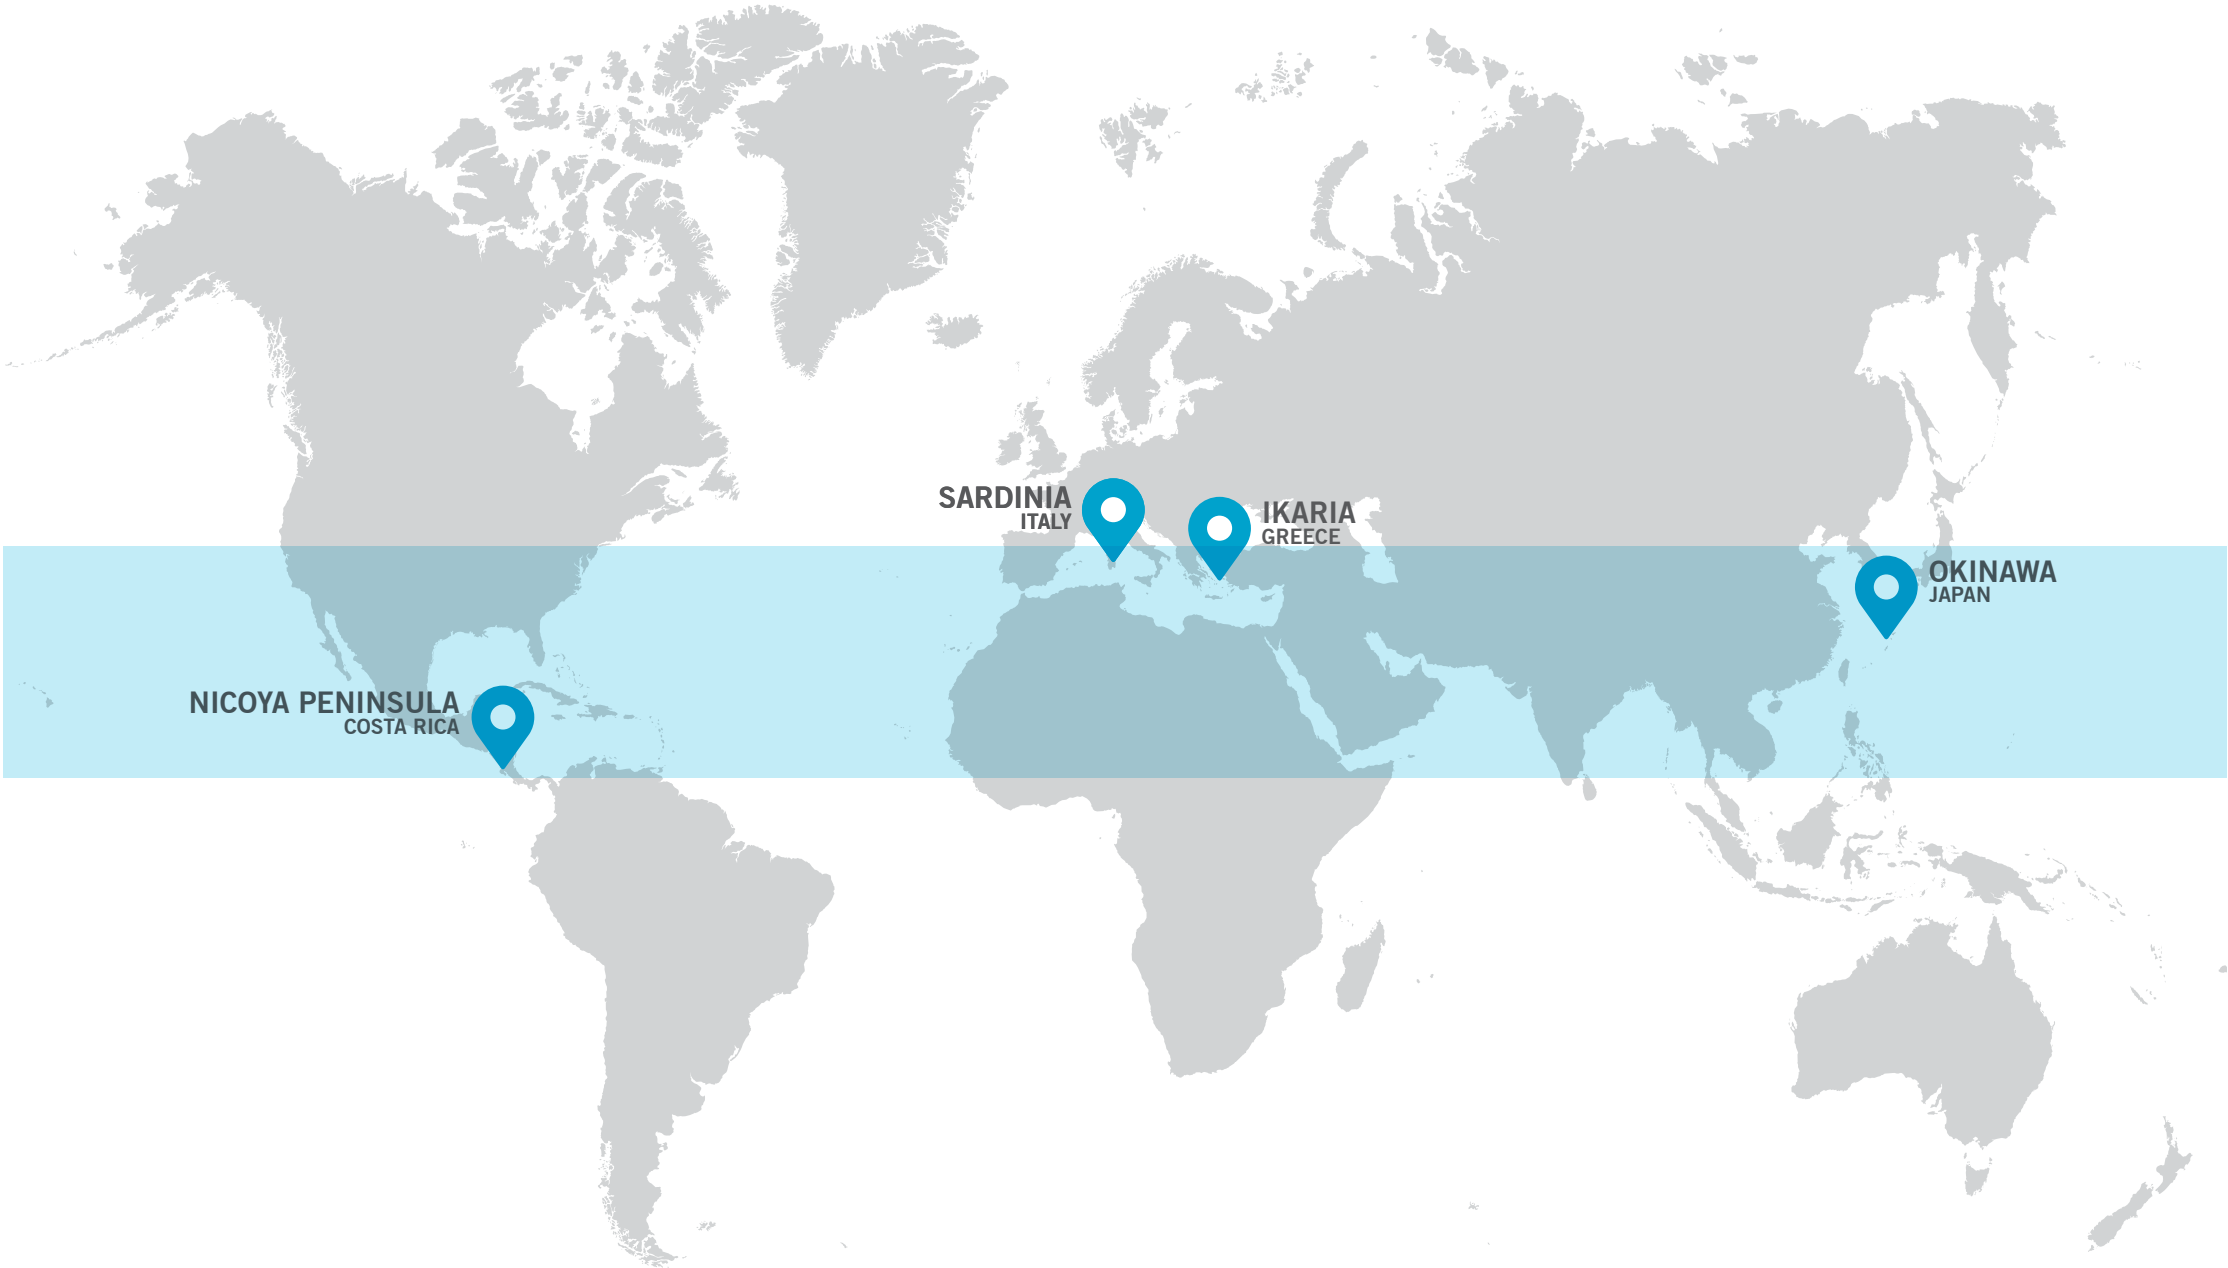 SARDINIA
ITALY
IKARIA
GREECE
OKINAWA
JAPAN
NICOYA PENINSULA
COSTA RICA